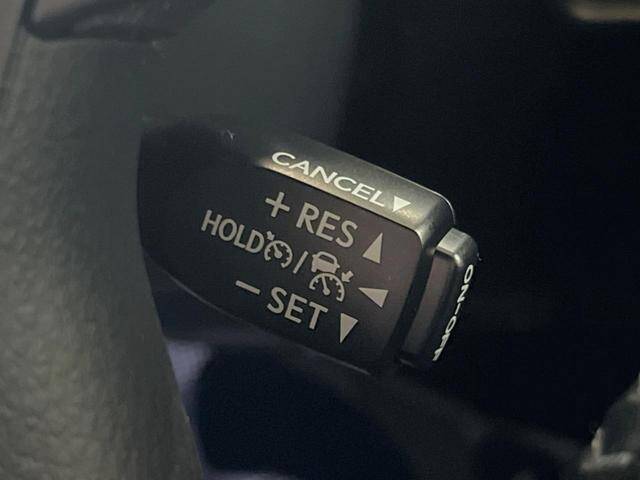 CANCEL▼
+ RES ▲
HOLD / ◀
− SET ▼
ON-OFF